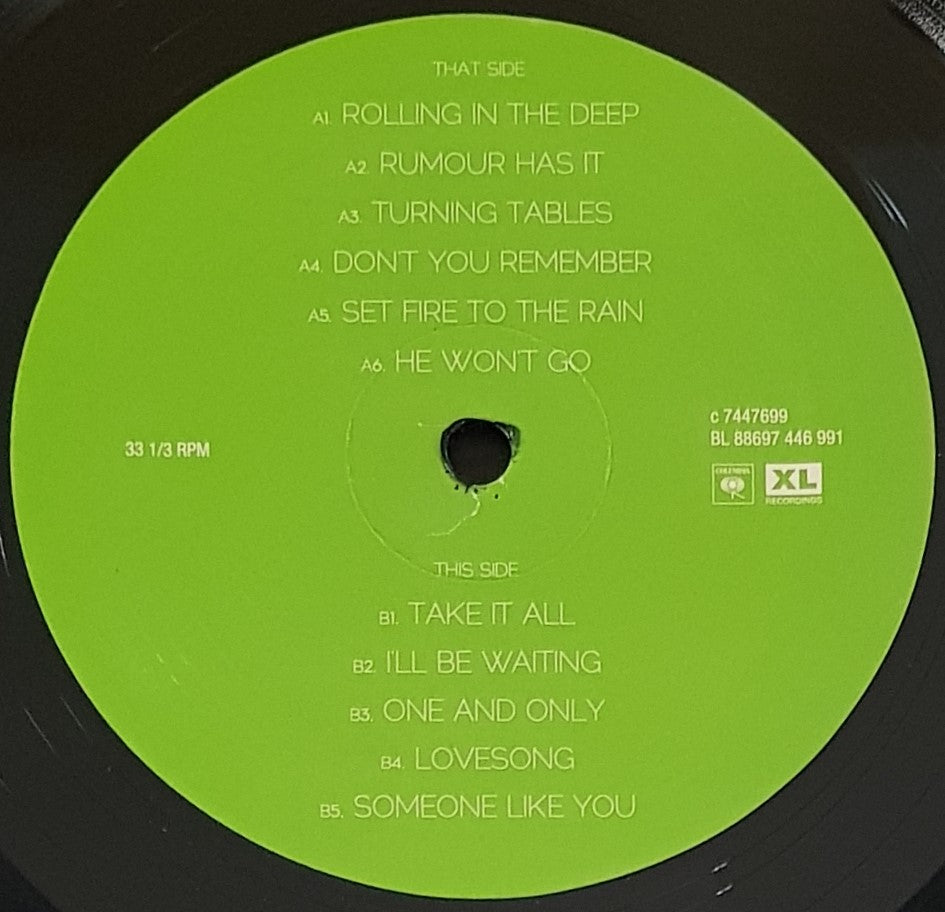 THAT SIDE
A1. ROLLING IN THE DEEP
A2. RUMOUR HAS IT
A3. TURNING TABLES
A4. DON'T YOU REMEMBER
A5. SET FIRE TO THE RAIN
A6. HE WON'T GO
33 1/3 RPM
c 7447699
BL 88697 446 991
COLUMBIA
XL
RECORDINGS
THIS SIDE
B1. TAKE IT ALL
B2. I'LL BE WAITING
B3. ONE AND ONLY
B4. LOVESONG
B5. SOMEONE LIKE YOU